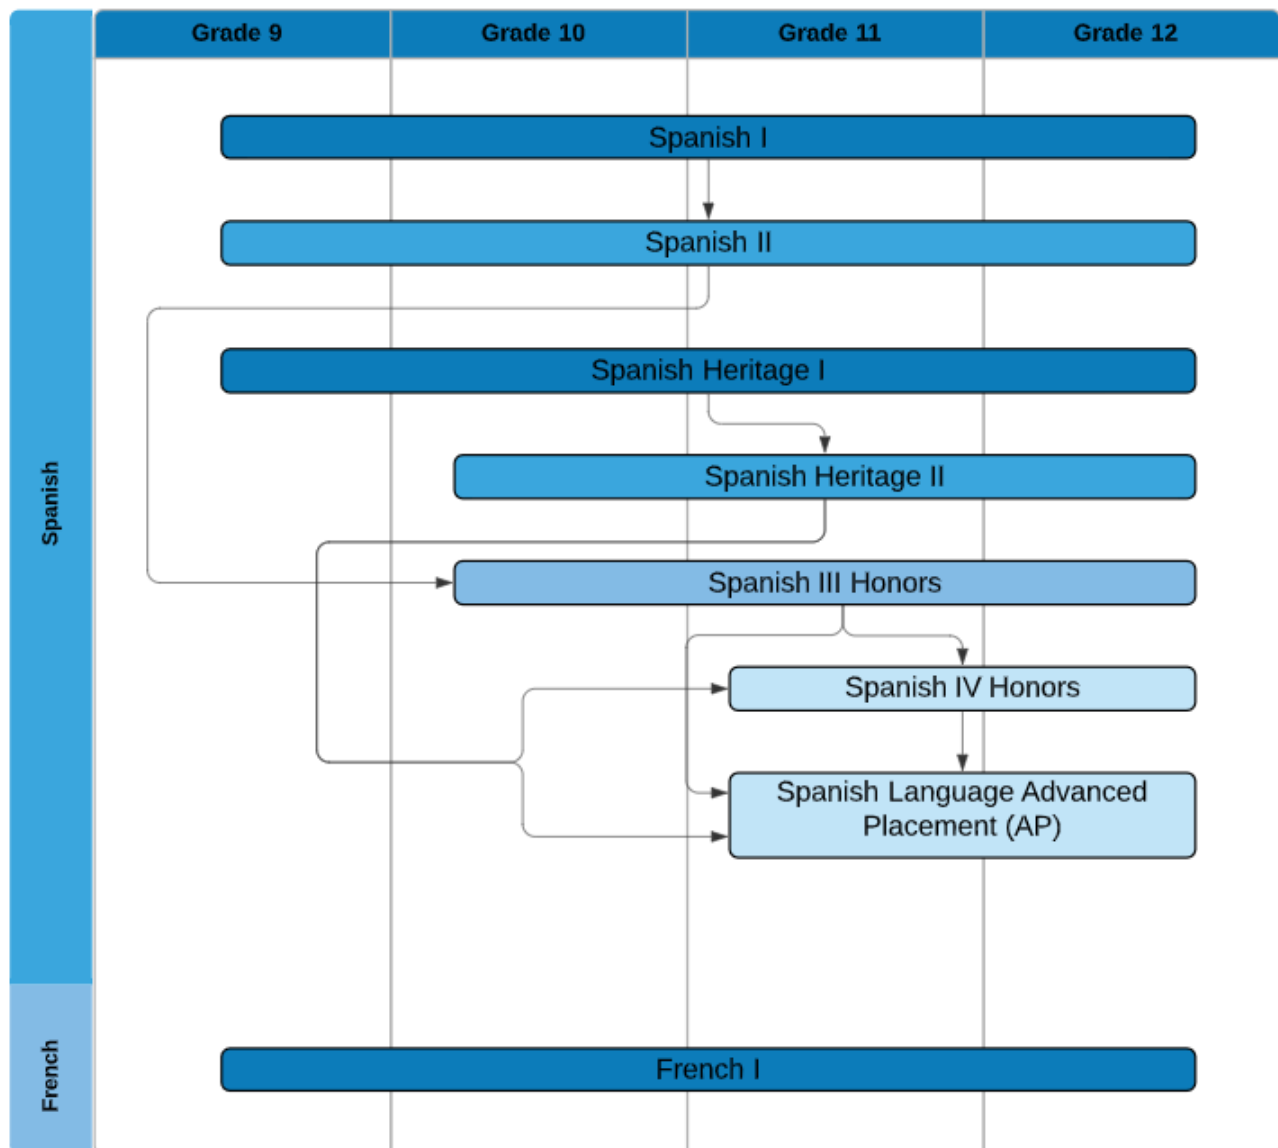 Grade 9
Grade 10
Grade 11
Grade 12
Spanish
Spanish I
Spanish II
Spanish Heritage I
Spanish Heritage II
Spanish III Honors
Spanish IV Honors
Spanish Language Advanced
Placement (AP)
French
French I